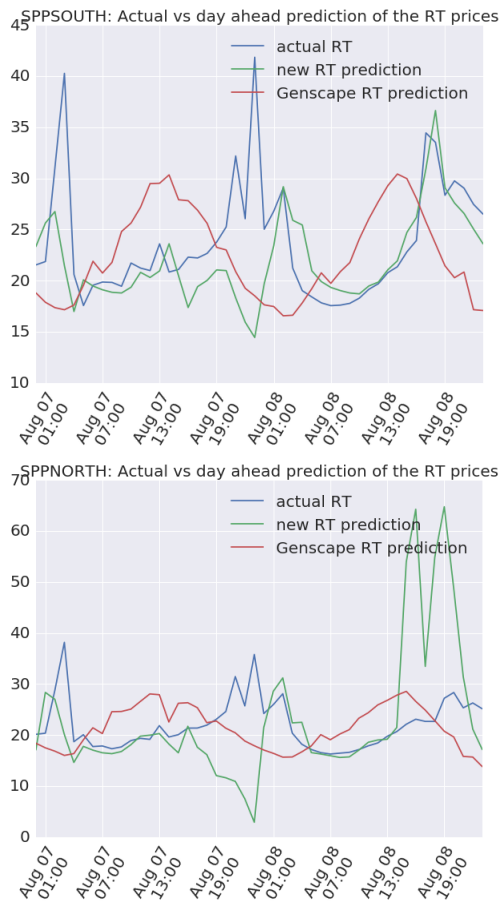 SPPSOUTH: Actual vs day ahead prediction of the RT prices
45
40
35
30
25
20
15
10
actual RT
new RT prediction
Genscape RT prediction
Aug 07
01:00
Aug 07
07:00
Aug 07
13:00
Aug 07
19:00
Aug 08
01:00
Aug 08
07:00
Aug 08
13:00
Aug 08
19:00
SPPNORTH: Actual vs day ahead prediction of the RT prices
70
60
50
40
30
20
10
0
actual RT
new RT prediction
Genscape RT prediction
Aug 07
01:00
Aug 07
07:00
Aug 07
13:00
Aug 07
19:00
Aug 08
01:00
Aug 08
07:00
Aug 08
13:00
Aug 08
19:00